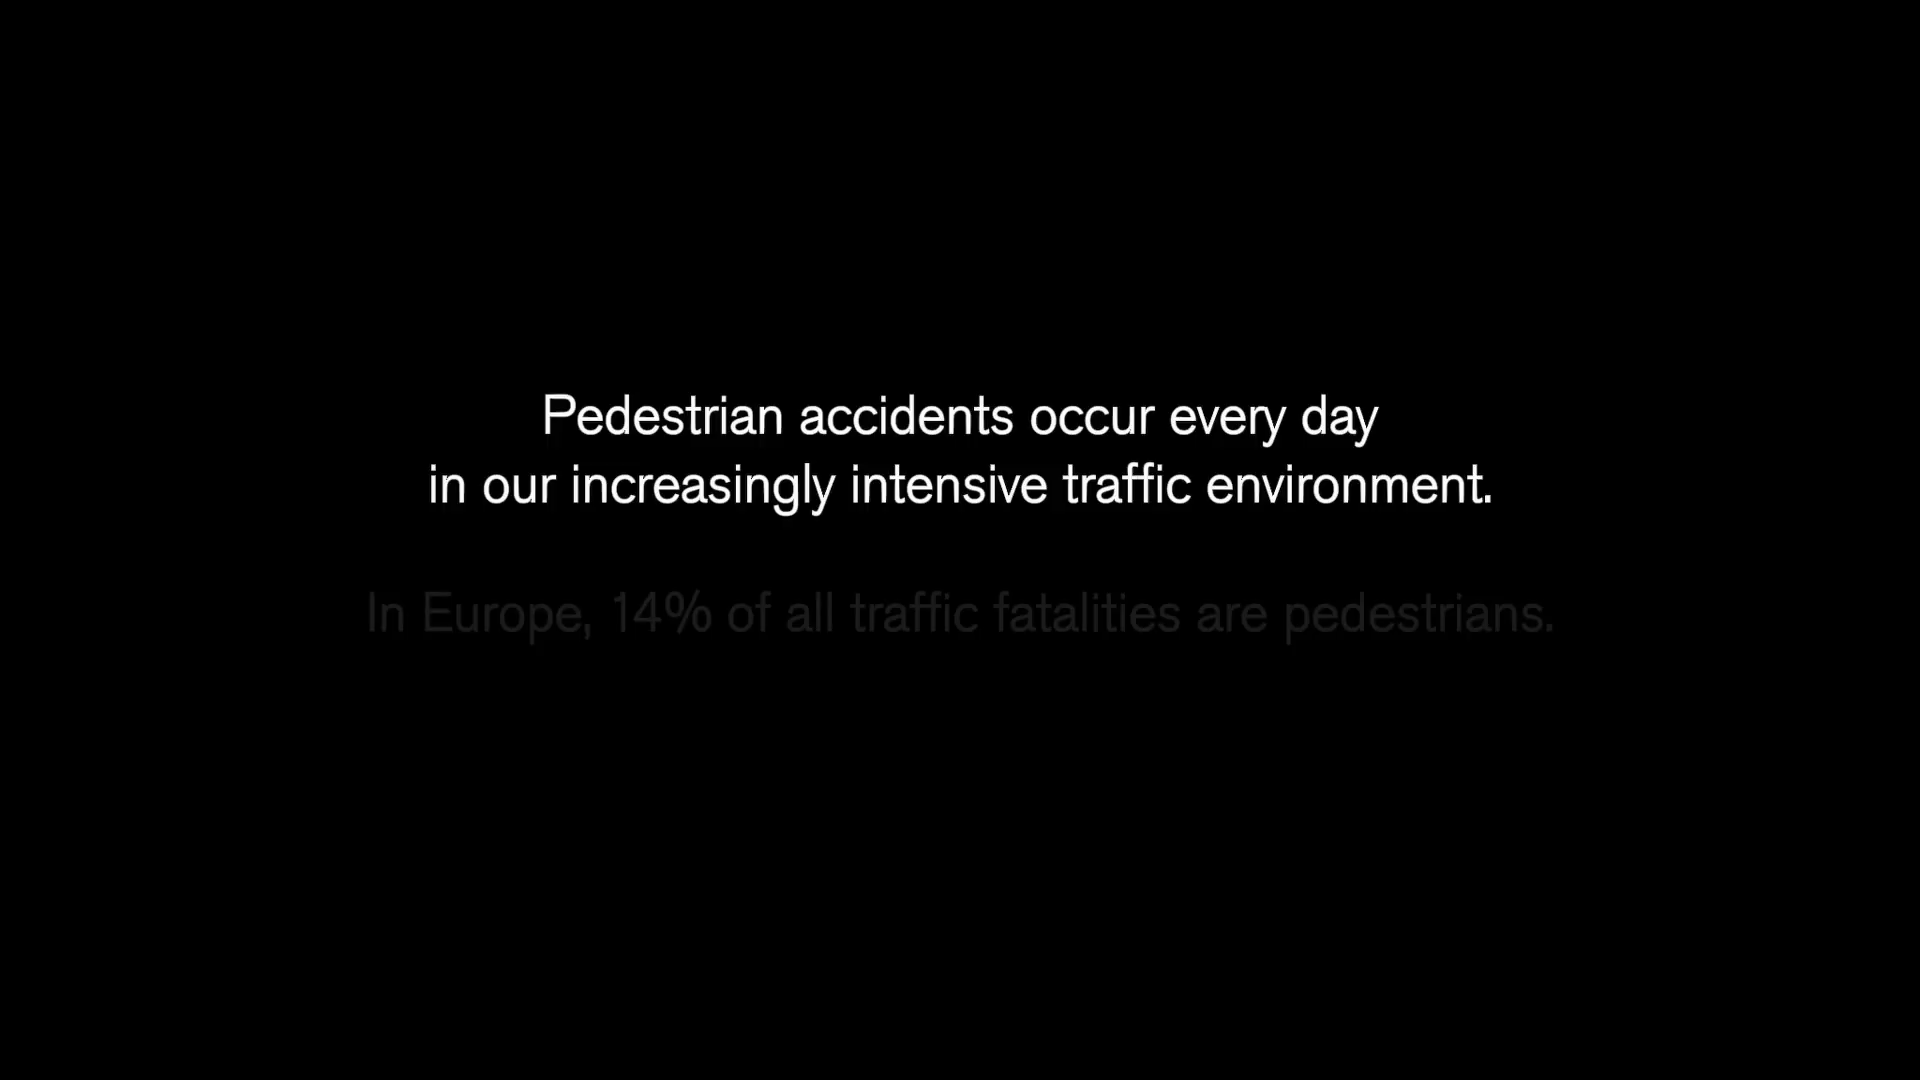 Pedestrian accidents occur every day
in our increasingly intensive traffic environment.
In Europe, 14% of all traffic fatalities are pedestrians.